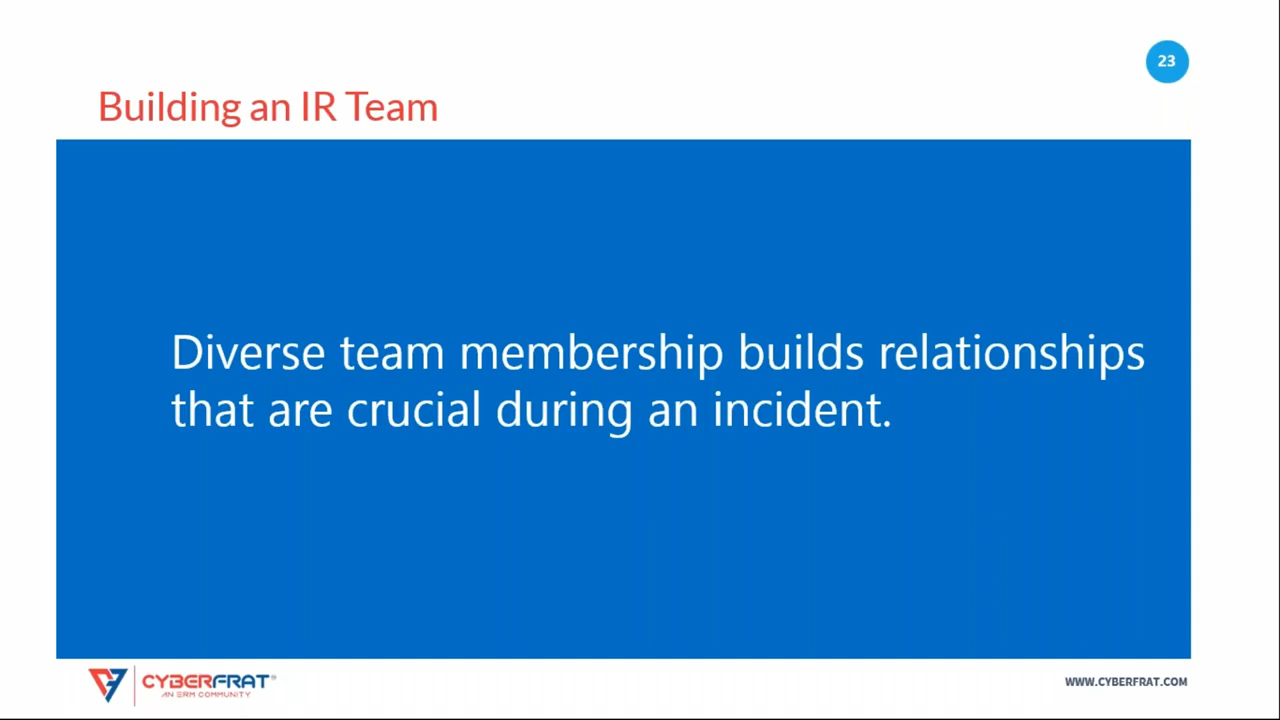 23
Building an IR Team
Diverse team membership builds relationships
that are crucial during an incident.
CYBERFRAT®
AN ERM COMMUNITY
WWW.CYBERFRAT.COM